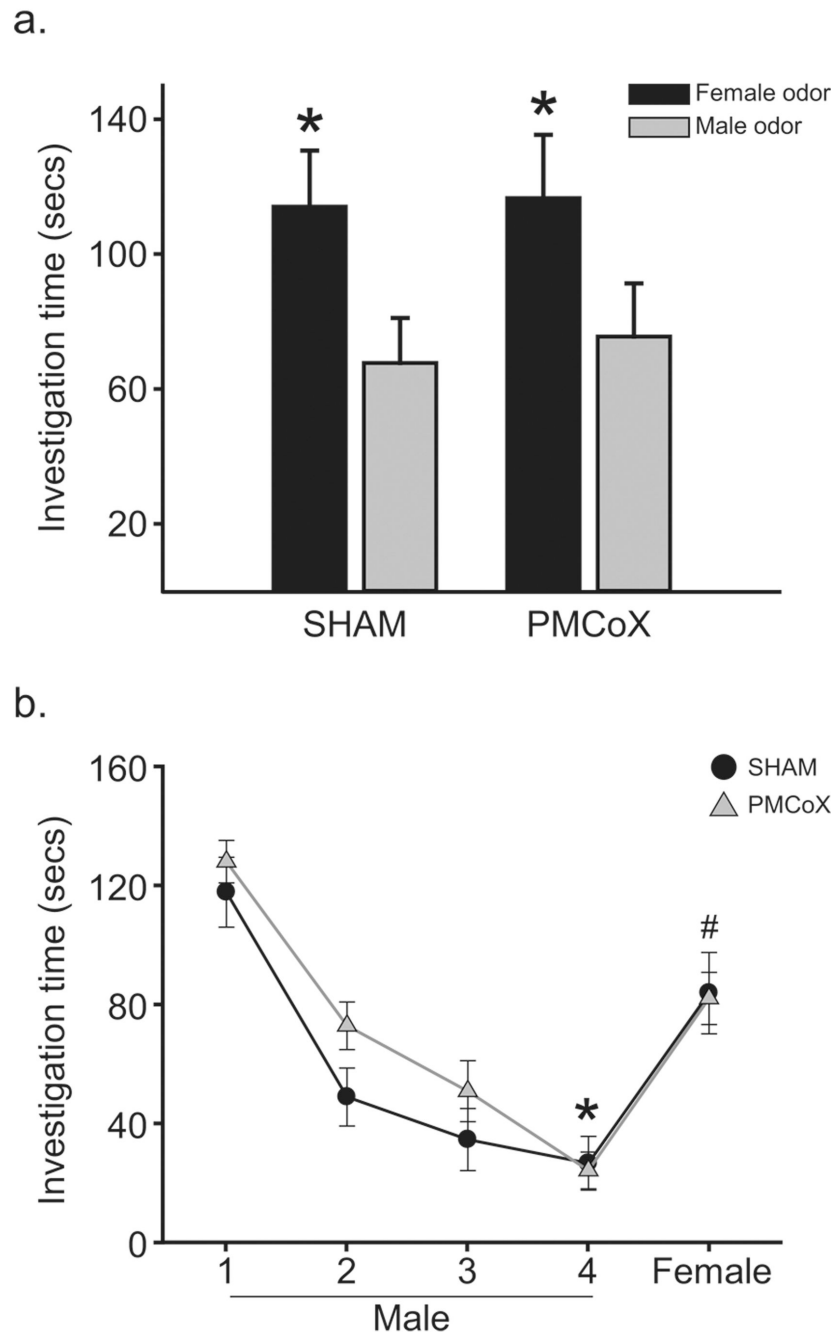 a.
Female odor
Male odor
140
100
60
20
Investigation time (secs)
*
*
SHAM
PMCoX
b.
SHAM
PMCoX
160
120
80
40
0
Investigation time (secs)
#
*
1 2 3 4 Female
Male